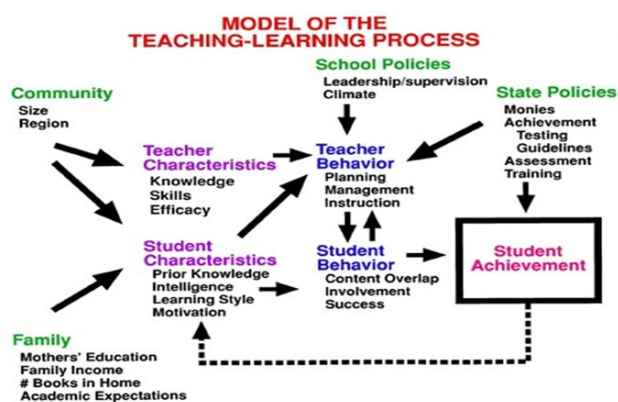 MODEL OF THE
TEACHING-LEARNING PROCESS
School Policies
Leadership/supervision
Climate
Community
Size
Region
State Policies
Monies
Achievement
Testing
Guidelines
Assessment
Training
Teacher
Characteristics
Knowledge
Skills
Efficacy
Teacher
Behavior
Planning
Management
Instruction
Student
Characteristics
Prior Knowledge
Intelligence
Learning Style
Motivation
Student
Behavior
Content Overlap
Involvement
Success
Student
Achievement
Family
Mothers' Education
Family Income
# Books in Home
Academic Expectations